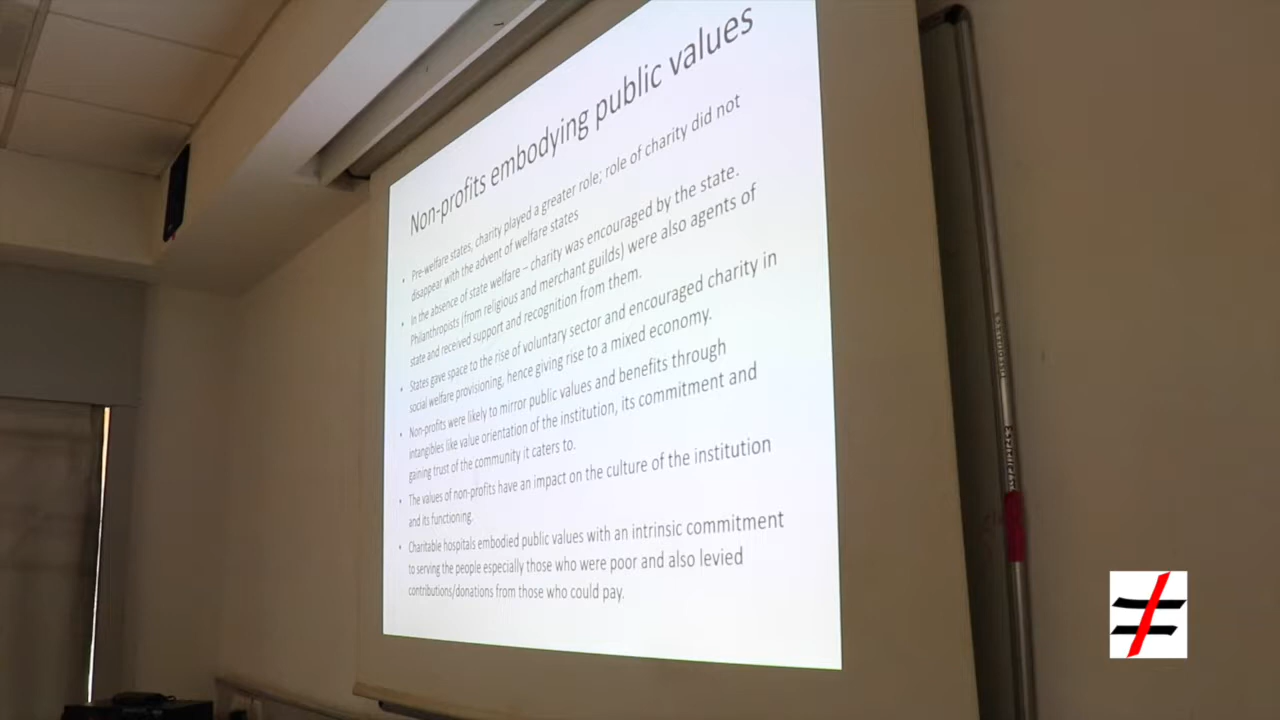 Non-profits embodying public values
• Pre-welfare states, charity played a greater role; role of charity did not
disappear with the advent of welfare states
• In the absence of state welfare – charity was encouraged by the state.
Philanthropists (from religious and merchant guilds) were also agents of
state and received support and recognition from them.
• States gave space to the rise of voluntary sector and encouraged charity in
social welfare provisioning, hence giving rise to a mixed economy.
• Non-profits were likely to mirror public values and benefits through
intangibles like value orientation of the institution, its commitment and
gaining trust of the community it caters to.
• The values of non-profits have an impact on the culture of the institution
and its functioning.
• Charitable hospitals embodied public values with an intrinsic commitment
to serving the people especially those who were poor and also levied
contributions/donations from those who could pay.